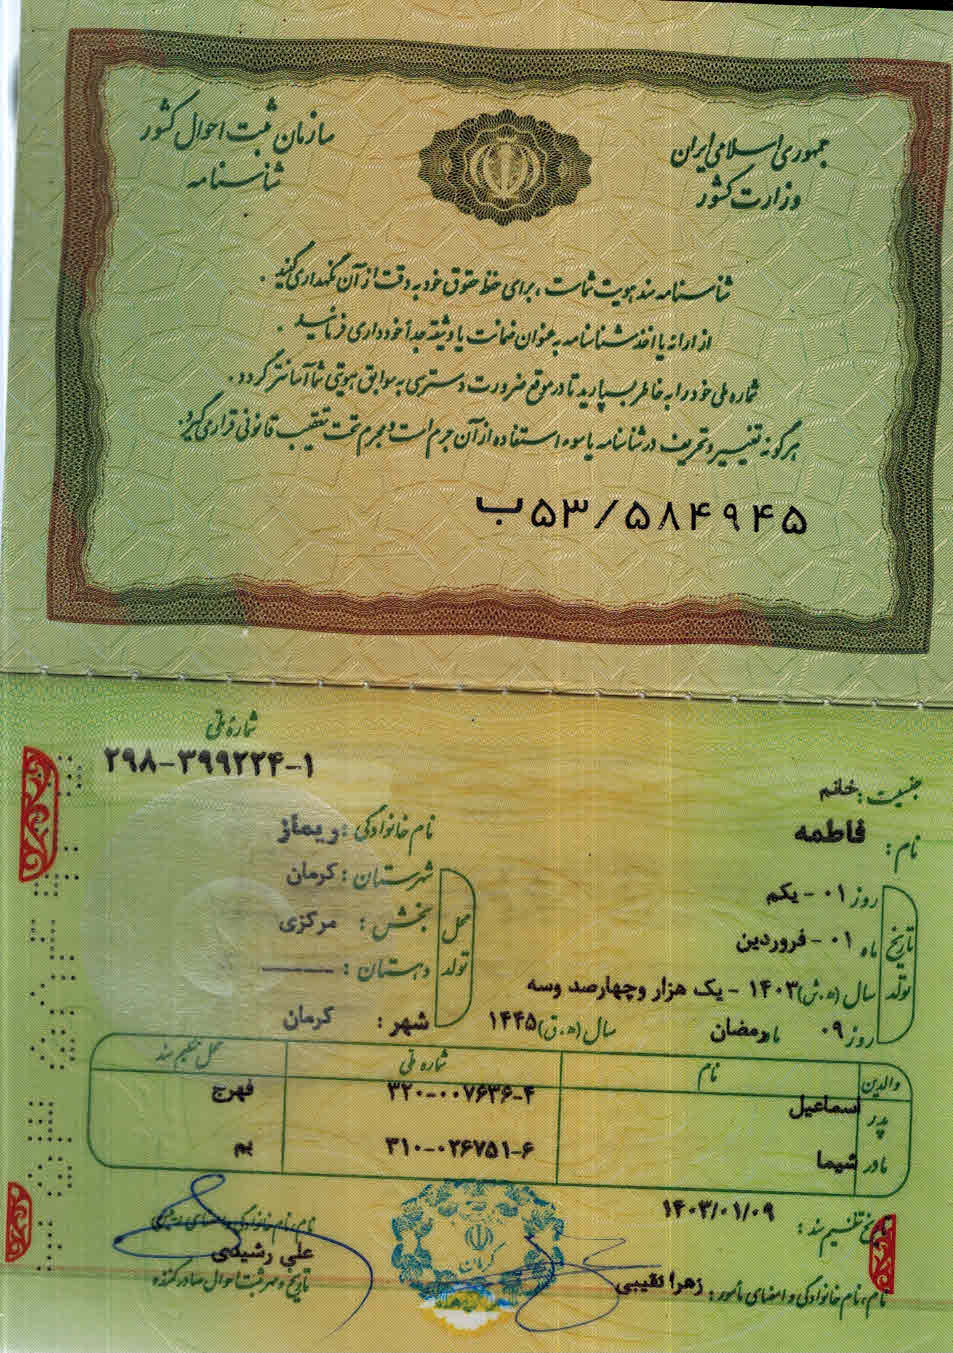 جمهوری اسلامی ایران
وزارت کشور
سازمان ثبت احوال کشور
شناسنامه
شناسنامه سند هویت شماست ، برای حفظ حقوق خود به دقت از آن نگهداری کنید .
از ارائه یا اخذ شناسنامه به عنوان ضمانت یا وثیقه جداً خودداری فرمائید .
شماره ملی خود را به خاطر بسپارید تا در موقع ضرورت دسترسی به سوابق هویتی شما آسانتر گردد .
هرگونه تغییر و تحریف در شناسنامه یا سوء استفاده از آن جرم است و مجرم تحت تعقیب قانونی قرار می گیرد.
ب۵۳/۵۸۴۹۴۵
شماره ملی
۲۹۸-۳۹۹۲۲۴-۱
جنسیت : خانم
نام : فاطمه
نام خانوادگی : ریماز
تاریخ تولد
روز ۰۱ - یکم
ماه ۰۱ - فروردین
سال (ه.ش) ۱۴۰۳ - یک هزار وچهارصد وسه
روز ۰۹ ماه رمضان سال (ه.ق) ۱۴۴۵
محل تولد
شهرستان : کرمان
بخش : مرکزی
دهستان : ———
شهر : کرمان
والدین نام شماره ملی محل تنظیم سند
پدر اسماعیل ۳۲۰-۰۰۷۶۳۶-۴ فهرج
مادر شیما ۳۱۰-۰۲۶۷۵۱-۶ بم
تاریخ تنظیم سند : ۱۴۰۳/۰۱/۰۹
نام، نام خانوادگی و امضای مأمور : زهرا نقیبی
نام، نام خانوادگی و امضای رئیس
علی رشیدی
تاریخ و مهر ثبت احوال صادر کننده
کرمان